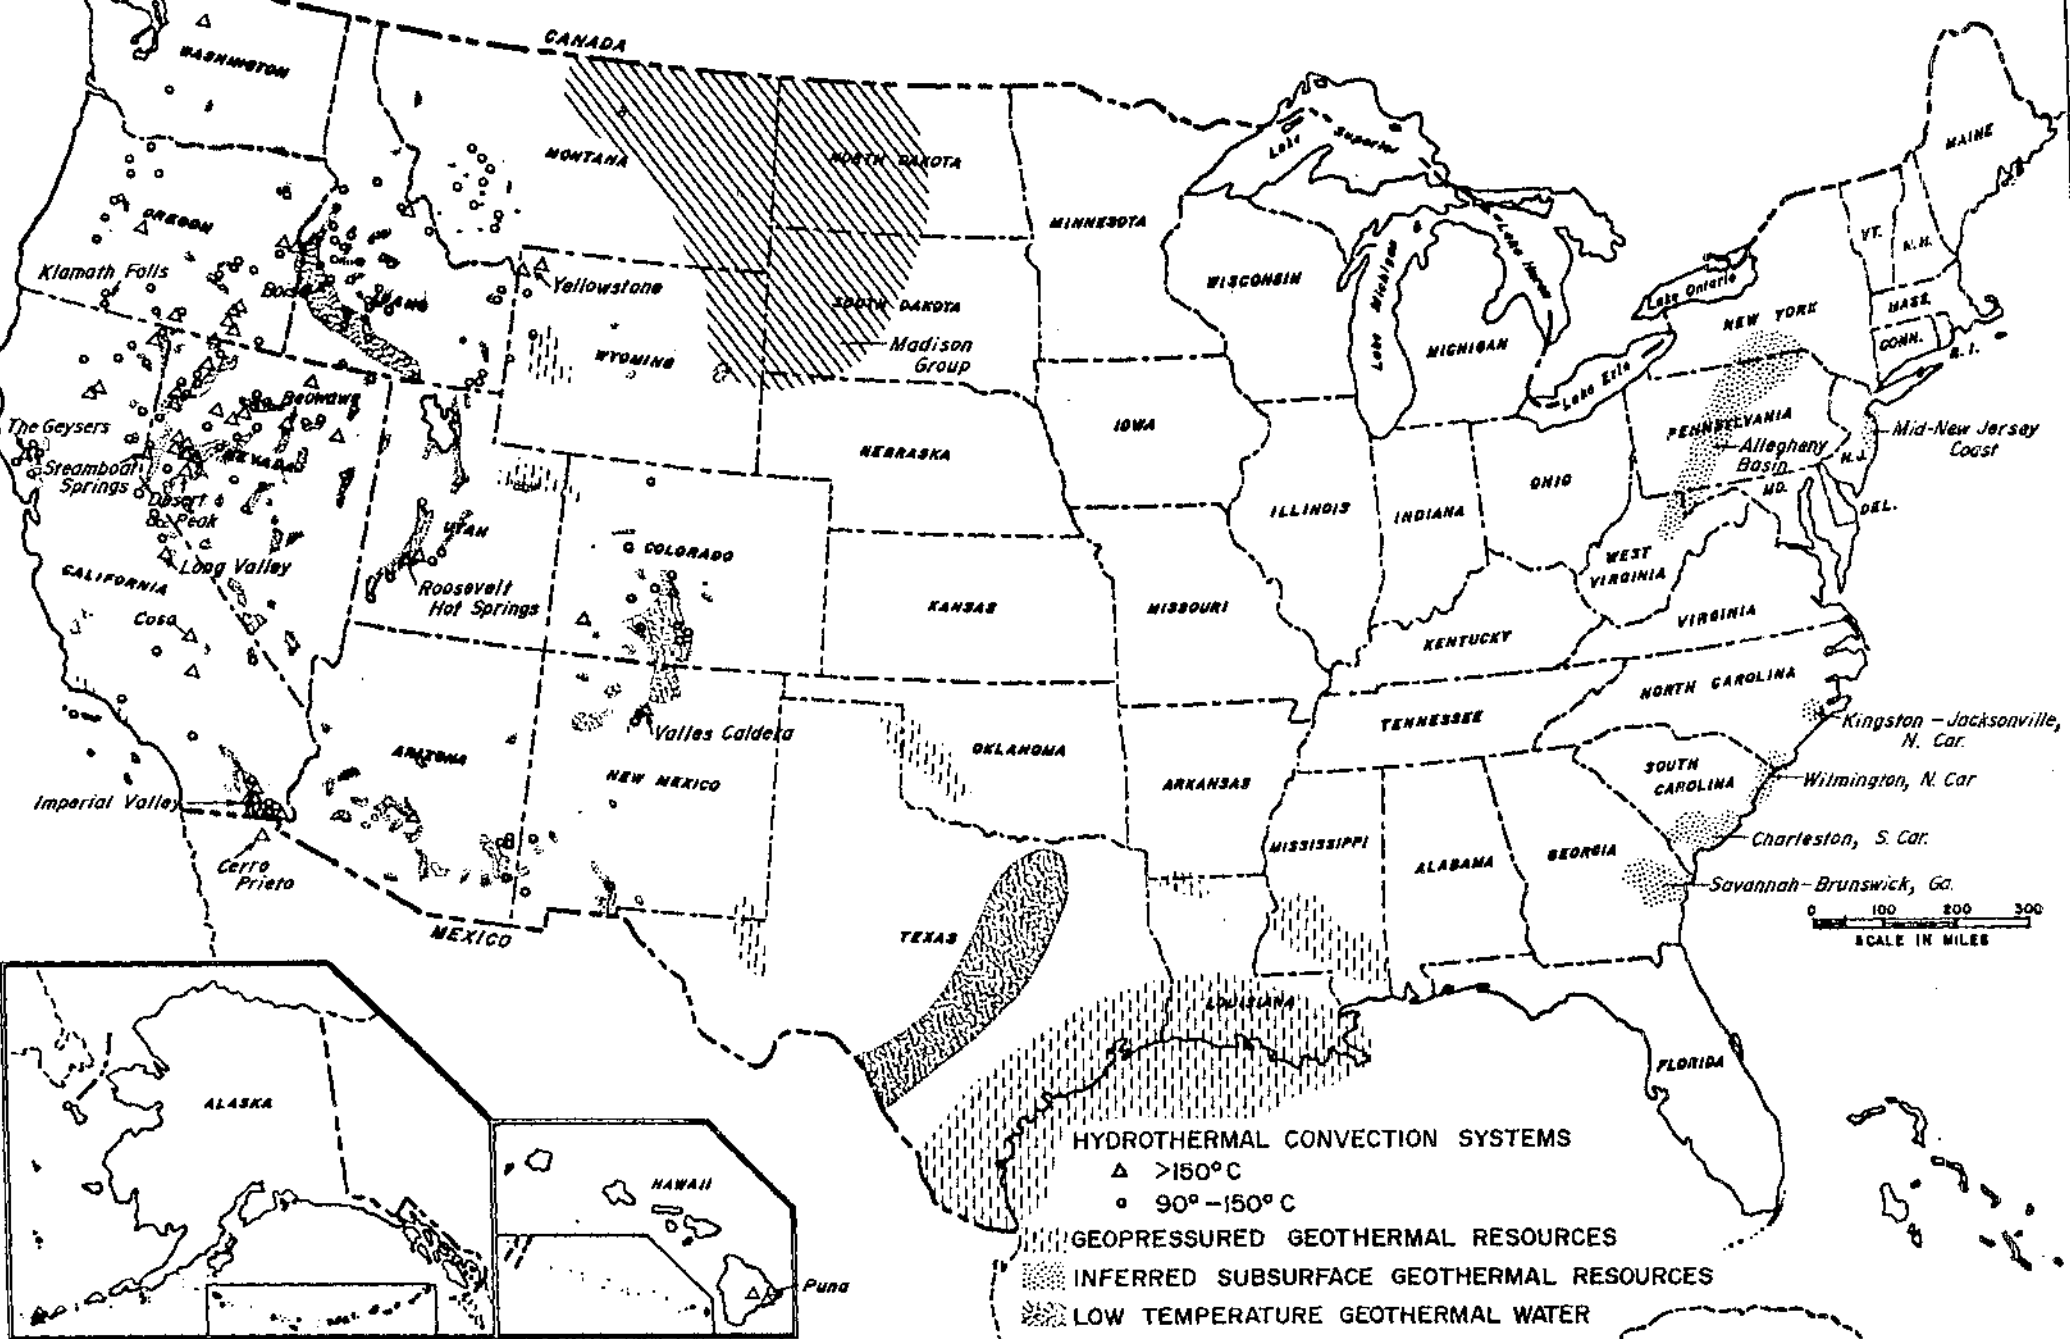 CANADA
WASHINGTON
MONTANA
NORTH DAKOTA
MINNESOTA
Lake Superior
MAINE
OREGON
VT.
N.H.
Klamath Falls
Boise
IDAHO
Yellowstone
SOUTH DAKOTA
WISCONSIN
Lake Michigan
Lake Huron
Lake Ontario
MASS.
NEW YORK
CONN.
R. I.
WYOMING
Madison
Group
MICHIGAN
Lake Erie
Beowawe
The Geysers
NEVADA
Steamboat
Springs
Desert
Peak
NEBRASKA
IOWA
PENNSYLVANIA
Allegheny
Basin
N.J.
Mid-New Jersey
Coast
MD.
DEL.
ILLINOIS
INDIANA
OHIO
UTAH
COLORADO
Long Valley
CALIFORNIA
Roosevelt
Hot Springs
WEST
VIRGINIA
VIRGINIA
Coso
KANSAS
MISSOURI
KENTUCKY
NORTH CAROLINA
TENNESSEE
Kingston - Jacksonville,
N. Car.
Valles Caldera
ARIZONA
NEW MEXICO
OKLAHOMA
ARKANSAS
SOUTH
CAROLINA
Wilmington, N. Car
Imperial Valley
Cerro
Prieto
MISSISSIPPI
ALABAMA
GEORGIA
Charleston, S. Car.
Savannah-Brunswick, Ga.
0 100 200 300
SCALE IN MILES
MEXICO
TEXAS
LOUISIANA
FLORIDA
ALASKA
HAWAII
Puna
HYDROTHERMAL CONVECTION SYSTEMS
>150°C
90°-150°C
GEOPRESSURED GEOTHERMAL RESOURCES
INFERRED SUBSURFACE GEOTHERMAL RESOURCES
LOW TEMPERATURE GEOTHERMAL WATER